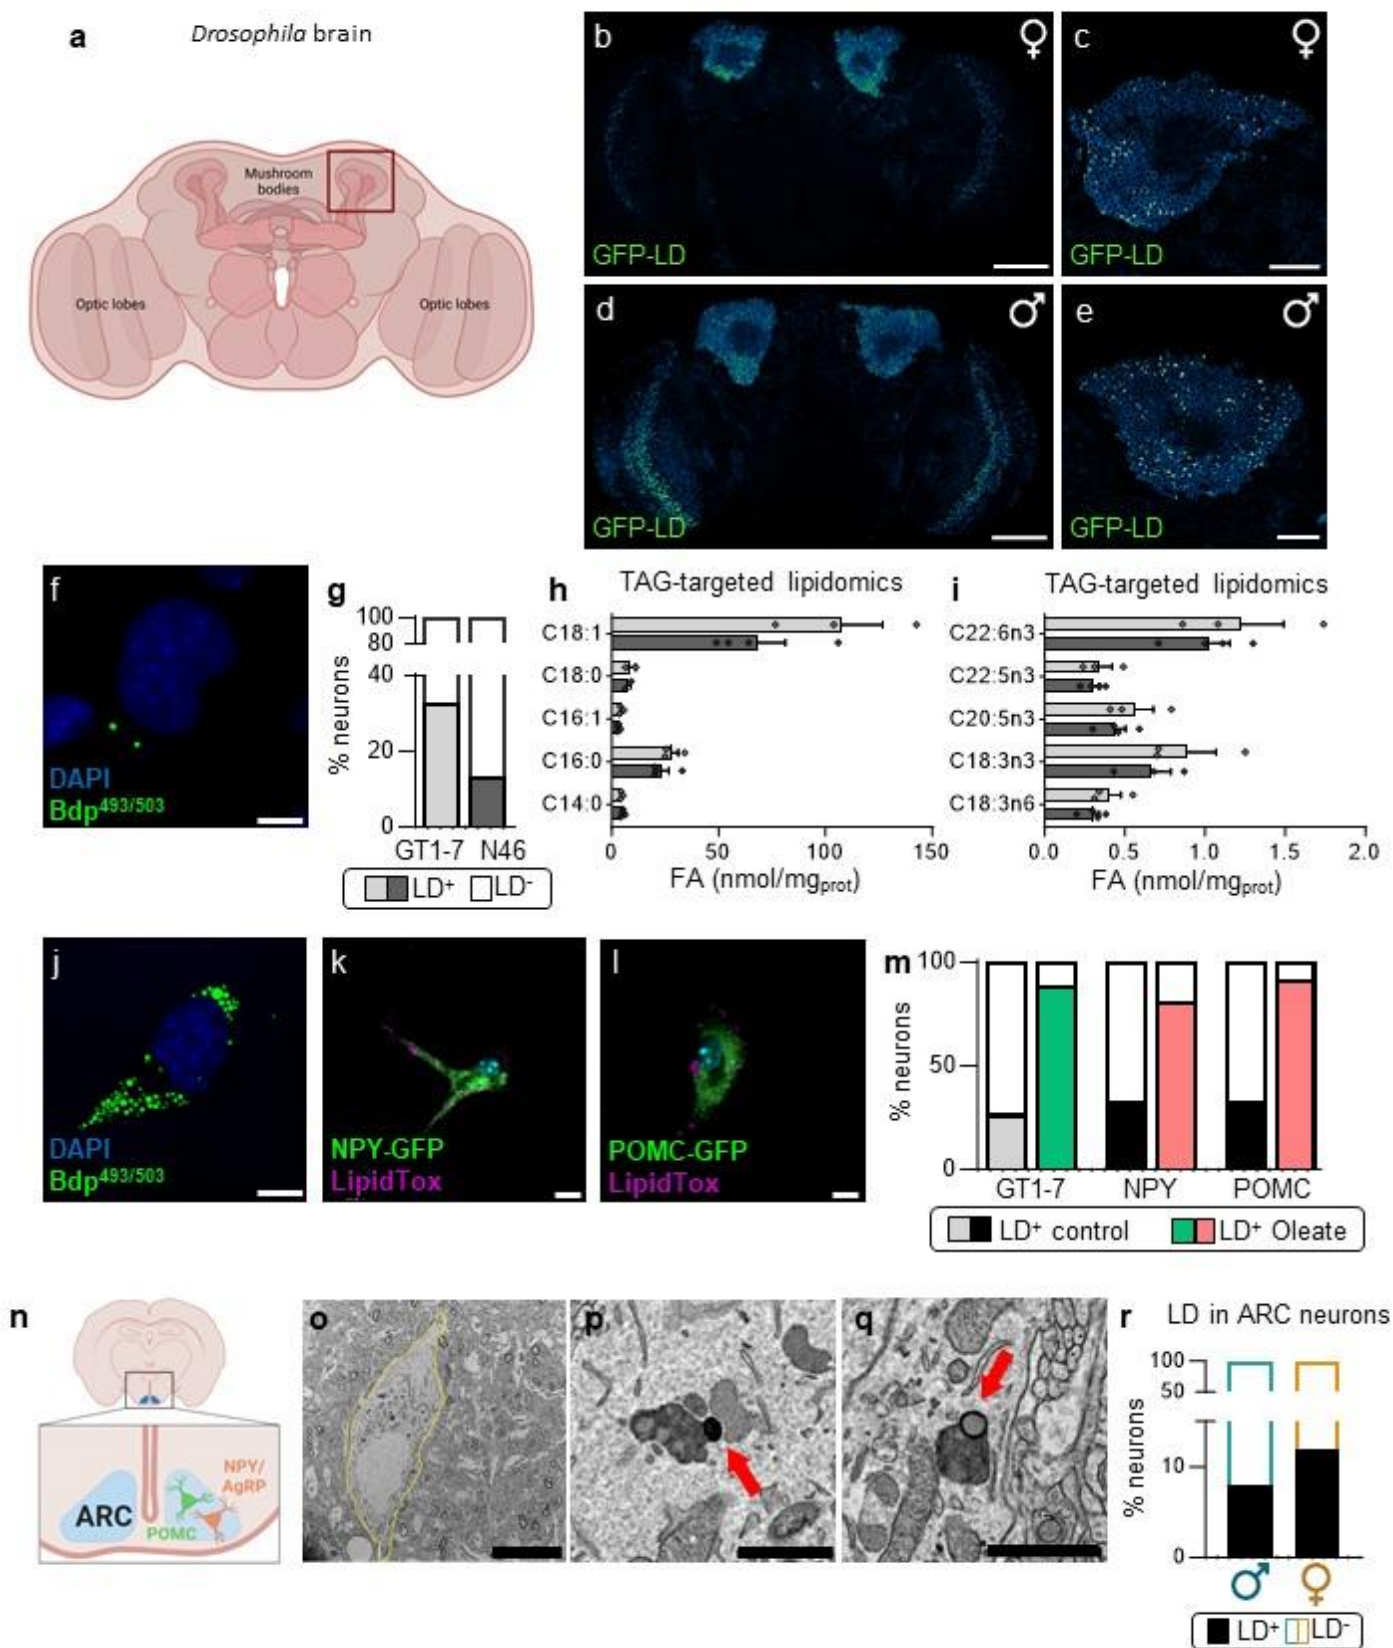 a
Drosophila brain
Mushroom
bodies
Optic lobes
Optic lobes
b
♀
GFP-LD
c
♀
GFP-LD
d
♂
GFP-LD
e
♂
GFP-LD
f
DAPI
Bdp493/503
g
% neurons
100
80
40
20
0
GT1-7 N46
LD+ LD-
h
TAG-targeted lipidomics
C18:1
C18:0
C16:1
C16:0
C14:0
0 50 100 150
FA (nmol/mgprot)
i
TAG-targeted lipidomics
C22:6n3
C22:5n3
C20:5n3
C18:3n3
C18:3n6
0.0 0.5 1.0 1.5 2.0
FA (nmol/mgprot)
j
DAPI
Bdp493/503
k
NPY-GFP
LipidTox
l
POMC-GFP
LipidTox
m
% neurons
100
50
0
GT1-7 NPY POMC
LD+ control LD+ Oleate
n
ARC
POMC
NPY/
AgRP
o
p
q
r
LD in ARC neurons
% neurons
100
50
10
0
♂ ♀
LD+ LD-